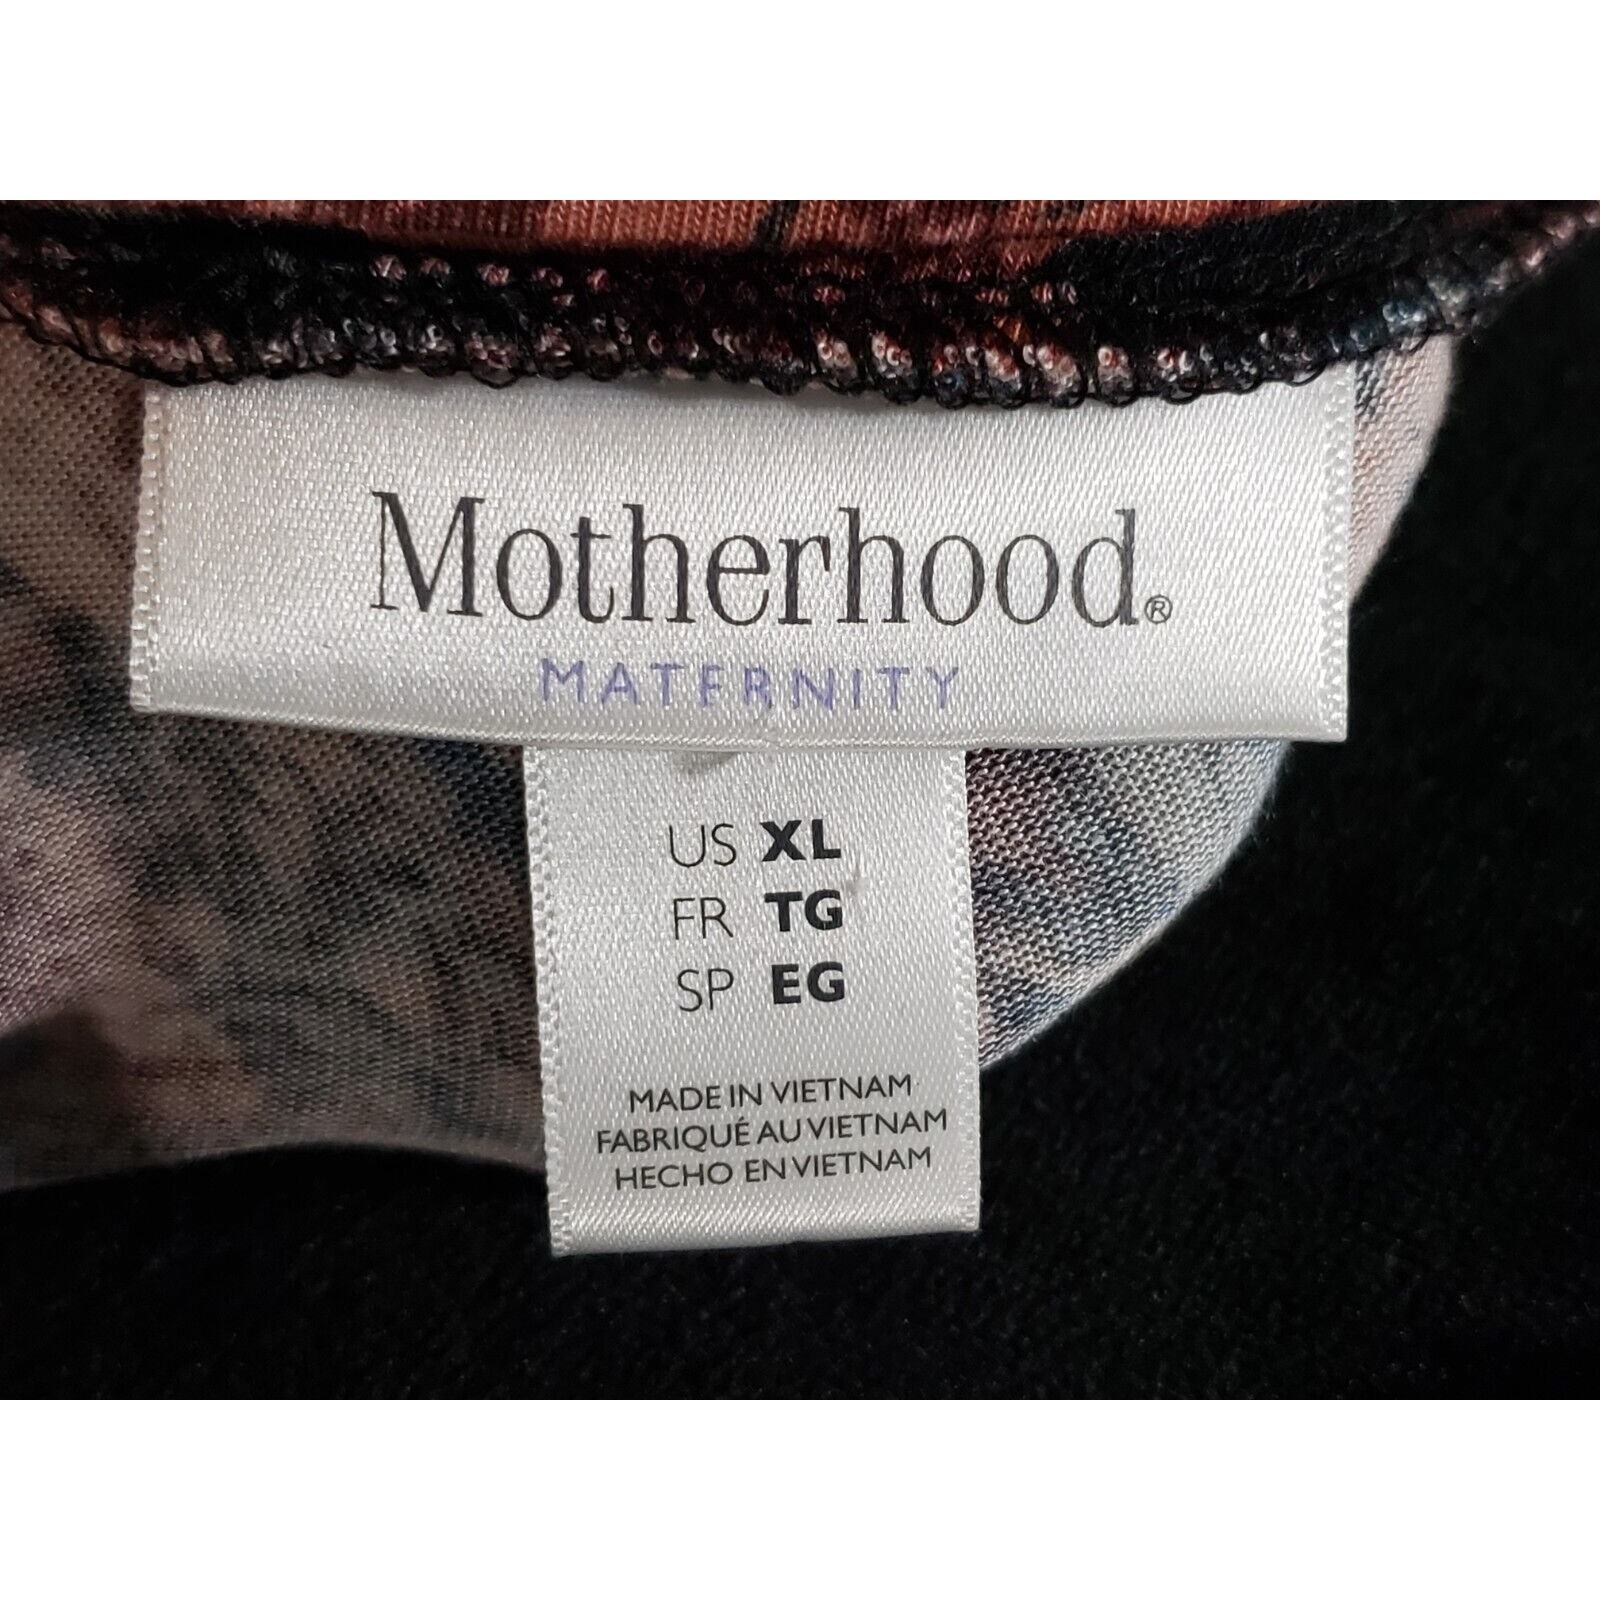 Motherhood®
MATERNITY
US XL
FR TG
SP EG
MADE IN VIETNAM
FABRIQUÉ AU VIETNAM
HECHO EN VIETNAM